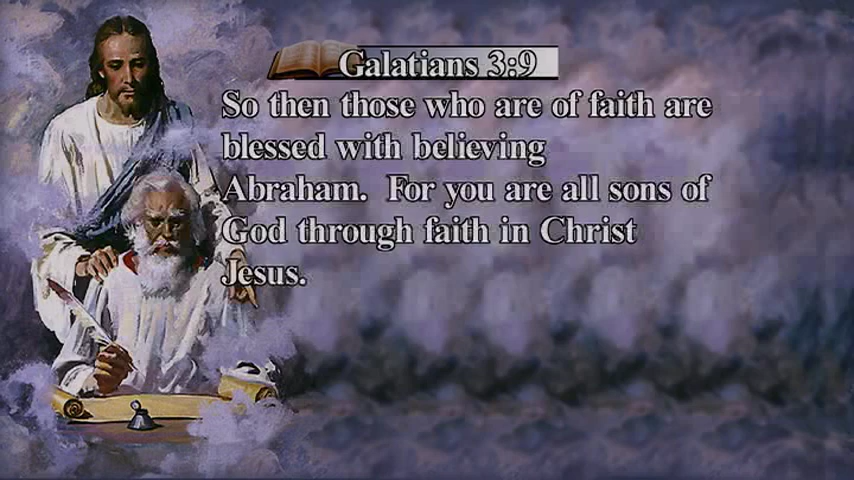 Galatians 3:9
So then those who are of faith are
blessed with believing
Abraham.  For you are all sons of
God through faith in Christ
Jesus.